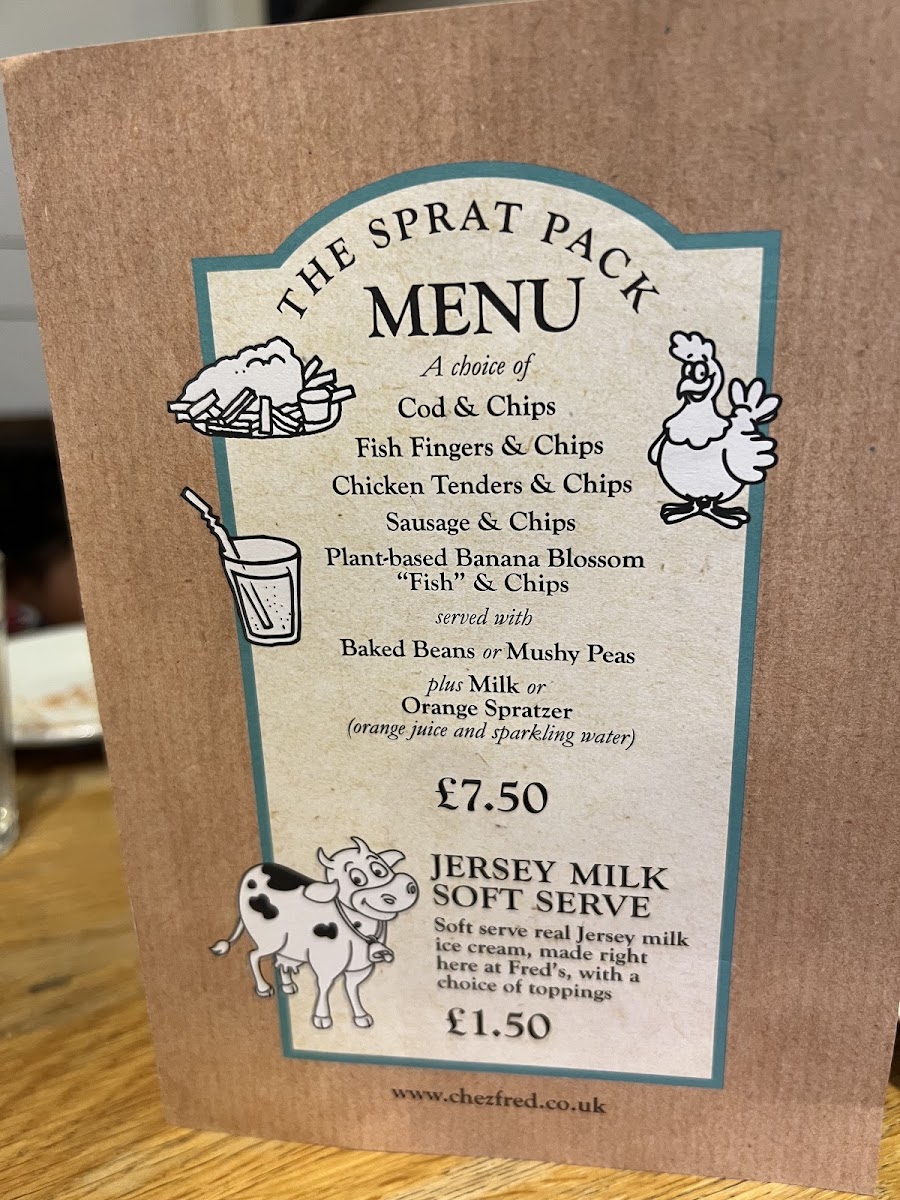 THE SPRAT PACK
MENU
A choice of
Cod & Chips
Fish Fingers & Chips
Chicken Tenders & Chips
Sausage & Chips
Plant-based Banana Blossom
“Fish” & Chips
served with
Baked Beans or Mushy Peas
plus Milk or
Orange Spratzer
(orange juice and sparkling water)
£7.50
JERSEY MILK
SOFT SERVE
Soft serve real Jersey milk
ice cream, made right
here at Fred's, with a
choice of toppings
£1.50
www.chezfred.co.uk